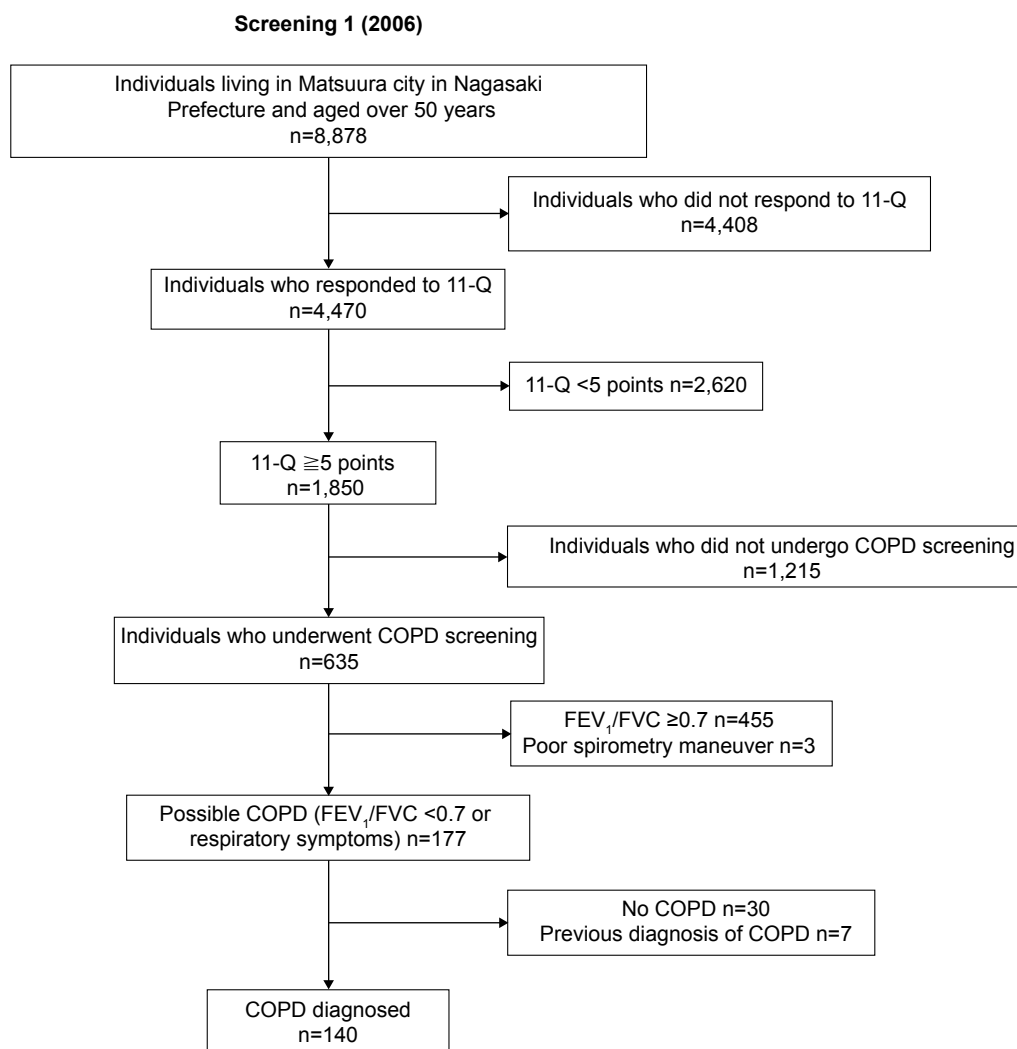 Screening 1 (2006)
Individuals living in Matsuura city in Nagasaki
Prefecture and aged over 50 years
n=8,878
Individuals who did not respond to 11-Q
n=4,408
Individuals who responded to 11-Q
n=4,470
11-Q <5 points n=2,620
11-Q ≧5 points
n=1,850
Individuals who did not undergo COPD screening
n=1,215
Individuals who underwent COPD screening
n=635
FEV₁/FVC ≥0.7 n=455
Poor spirometry maneuver n=3
Possible COPD (FEV₁/FVC <0.7 or
respiratory symptoms) n=177
No COPD n=30
Previous diagnosis of COPD n=7
COPD diagnosed
n=140